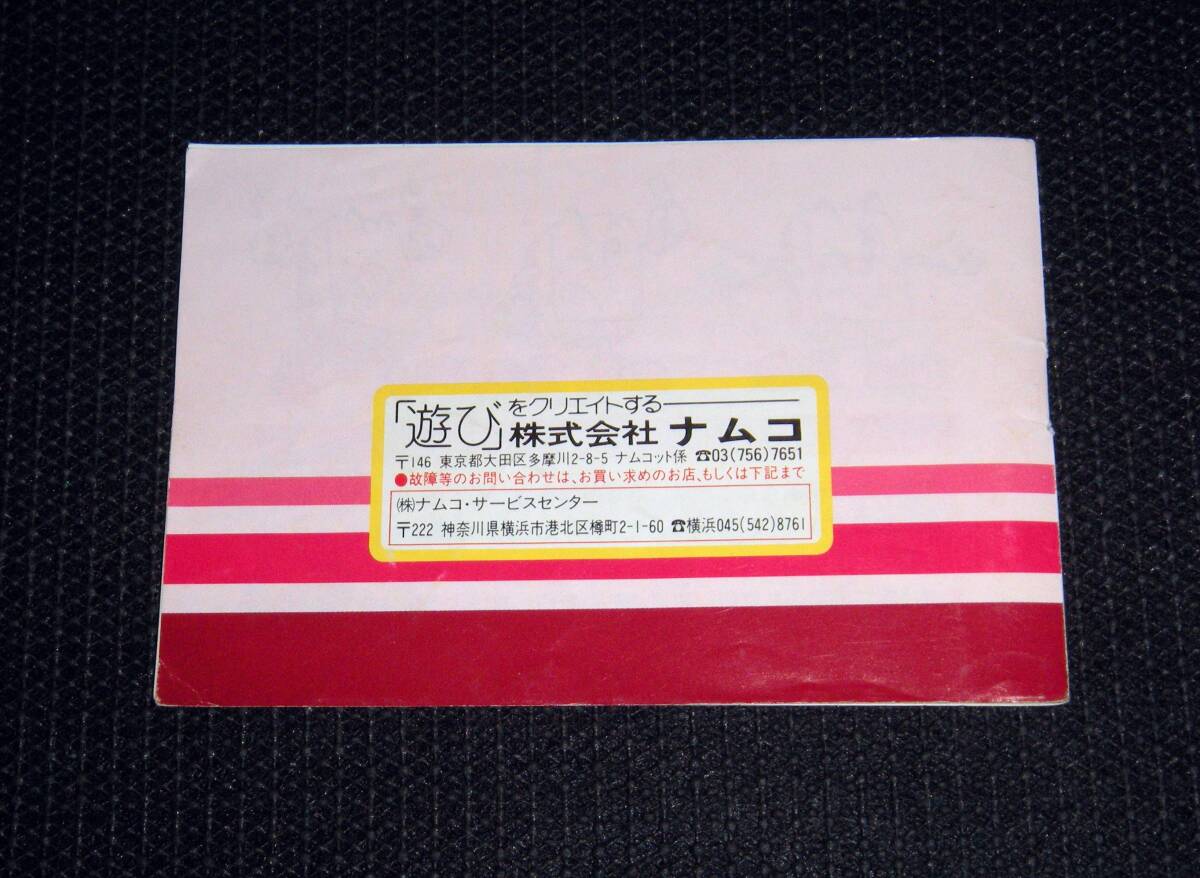 「遊び」をクリエイトする──
株式会社 ナムコ
〒146 東京都大田区多摩川2-8-5 ナムコット係 ☎03(756)7651
●故障等のお問い合わせは、お買い求めのお店、もしくは下記まで
㈱ナムコ・サービスセンター
〒222 神奈川県横浜市港北区樽町2-1-60 ☎横浜045(542)8761